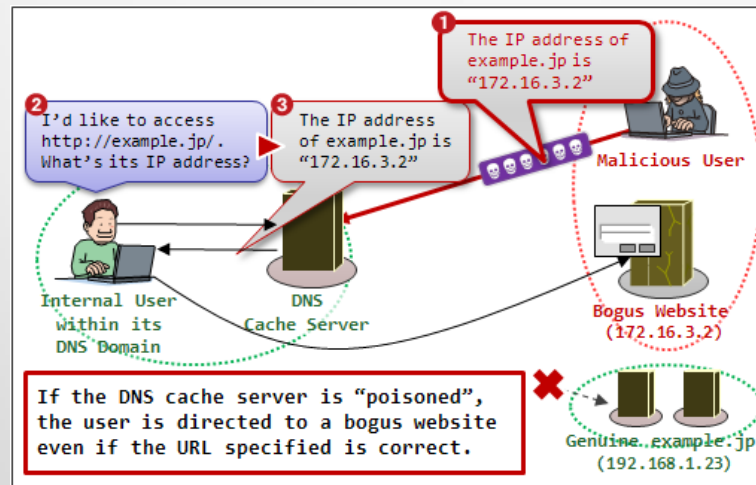 1
The IP address of
example.jp is
“172.16.3.2”
2
I’d like to access
http://example.jp/.
What’s its IP address?
3
The IP address
of example.jp is
“172.16.3.2”
Malicious User
Internal User
within its
DNS Domain
DNS
Cache Server
Bogus Website
(172.16.3.2)
If the DNS cache server is “poisoned”,
the user is directed to a bogus website
even if the URL specified is correct.
Genuine example.jp
(192.168.1.23)